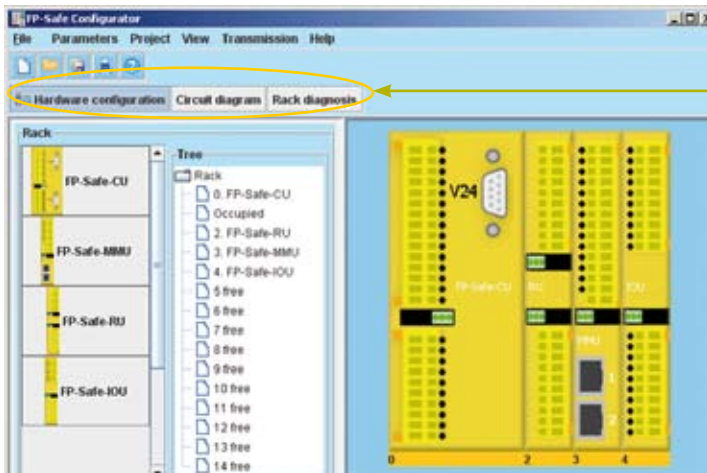 FP-Safe Configurator
File Parameters Project View Transmission Help
Hardware configuration Circuit diagram Rack diagnosis
Rack
FP-Safe-CU
FP-Safe-MMU
FP-Safe-RU
FP-Safe-IOU
Tree
Rack
0. FP-Safe-CU
Occupied
2. FP-Safe-RU
3. FP-Safe-MMU
4. FP-Safe-IOU
5 free
6 free
7 free
8 free
9 free
10 free
11 free
12 free
13 free
14 free
V24
FP-Safe-CU
RU
IOU
MMU
1
2
0 2 3 4